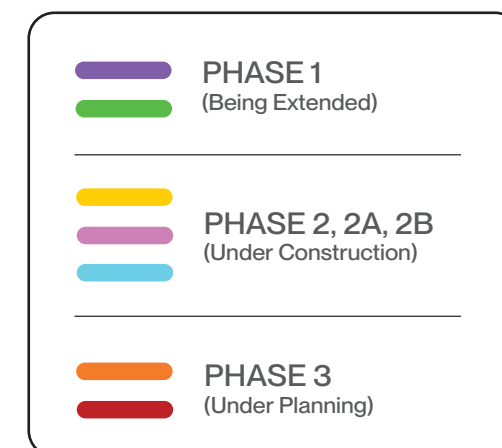 PHASE 1
(Being Extended)
PHASE 2, 2A, 2B
(Under Construction)
PHASE 3
(Under Planning)